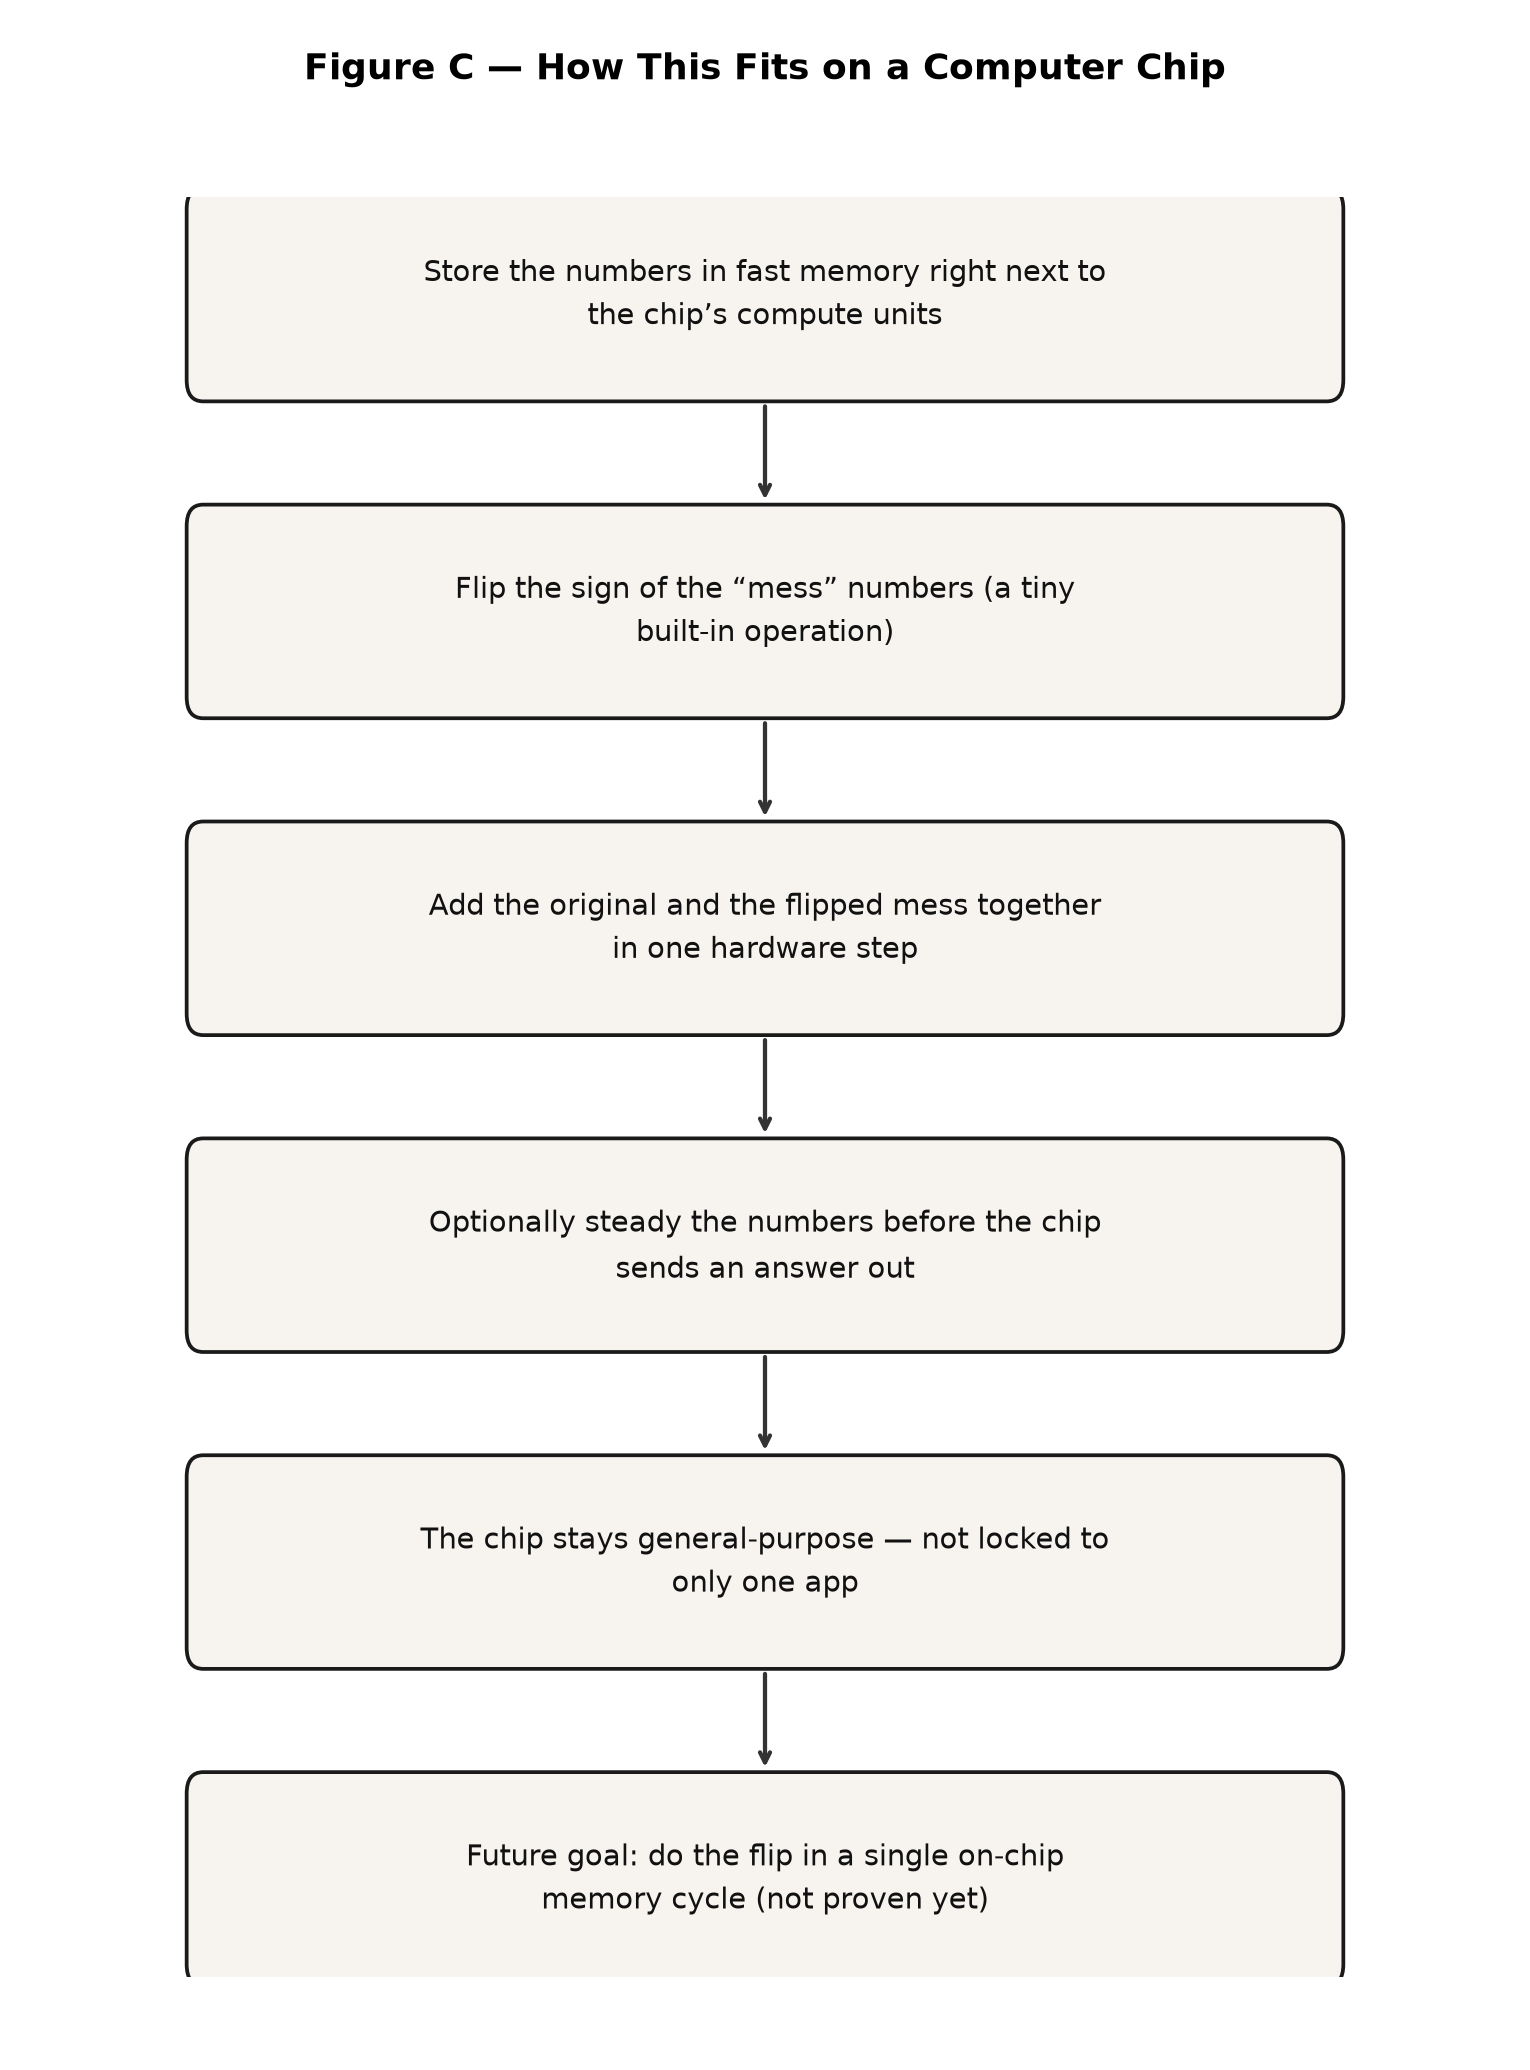 Figure C — How This Fits on a Computer Chip
Store the numbers in fast memory right next to
the chip’s compute units
Flip the sign of the “mess” numbers (a tiny
built-in operation)
Add the original and the flipped mess together
in one hardware step
Optionally steady the numbers before the chip
sends an answer out
The chip stays general-purpose — not locked to
only one app
Future goal: do the flip in a single on-chip
memory cycle (not proven yet)